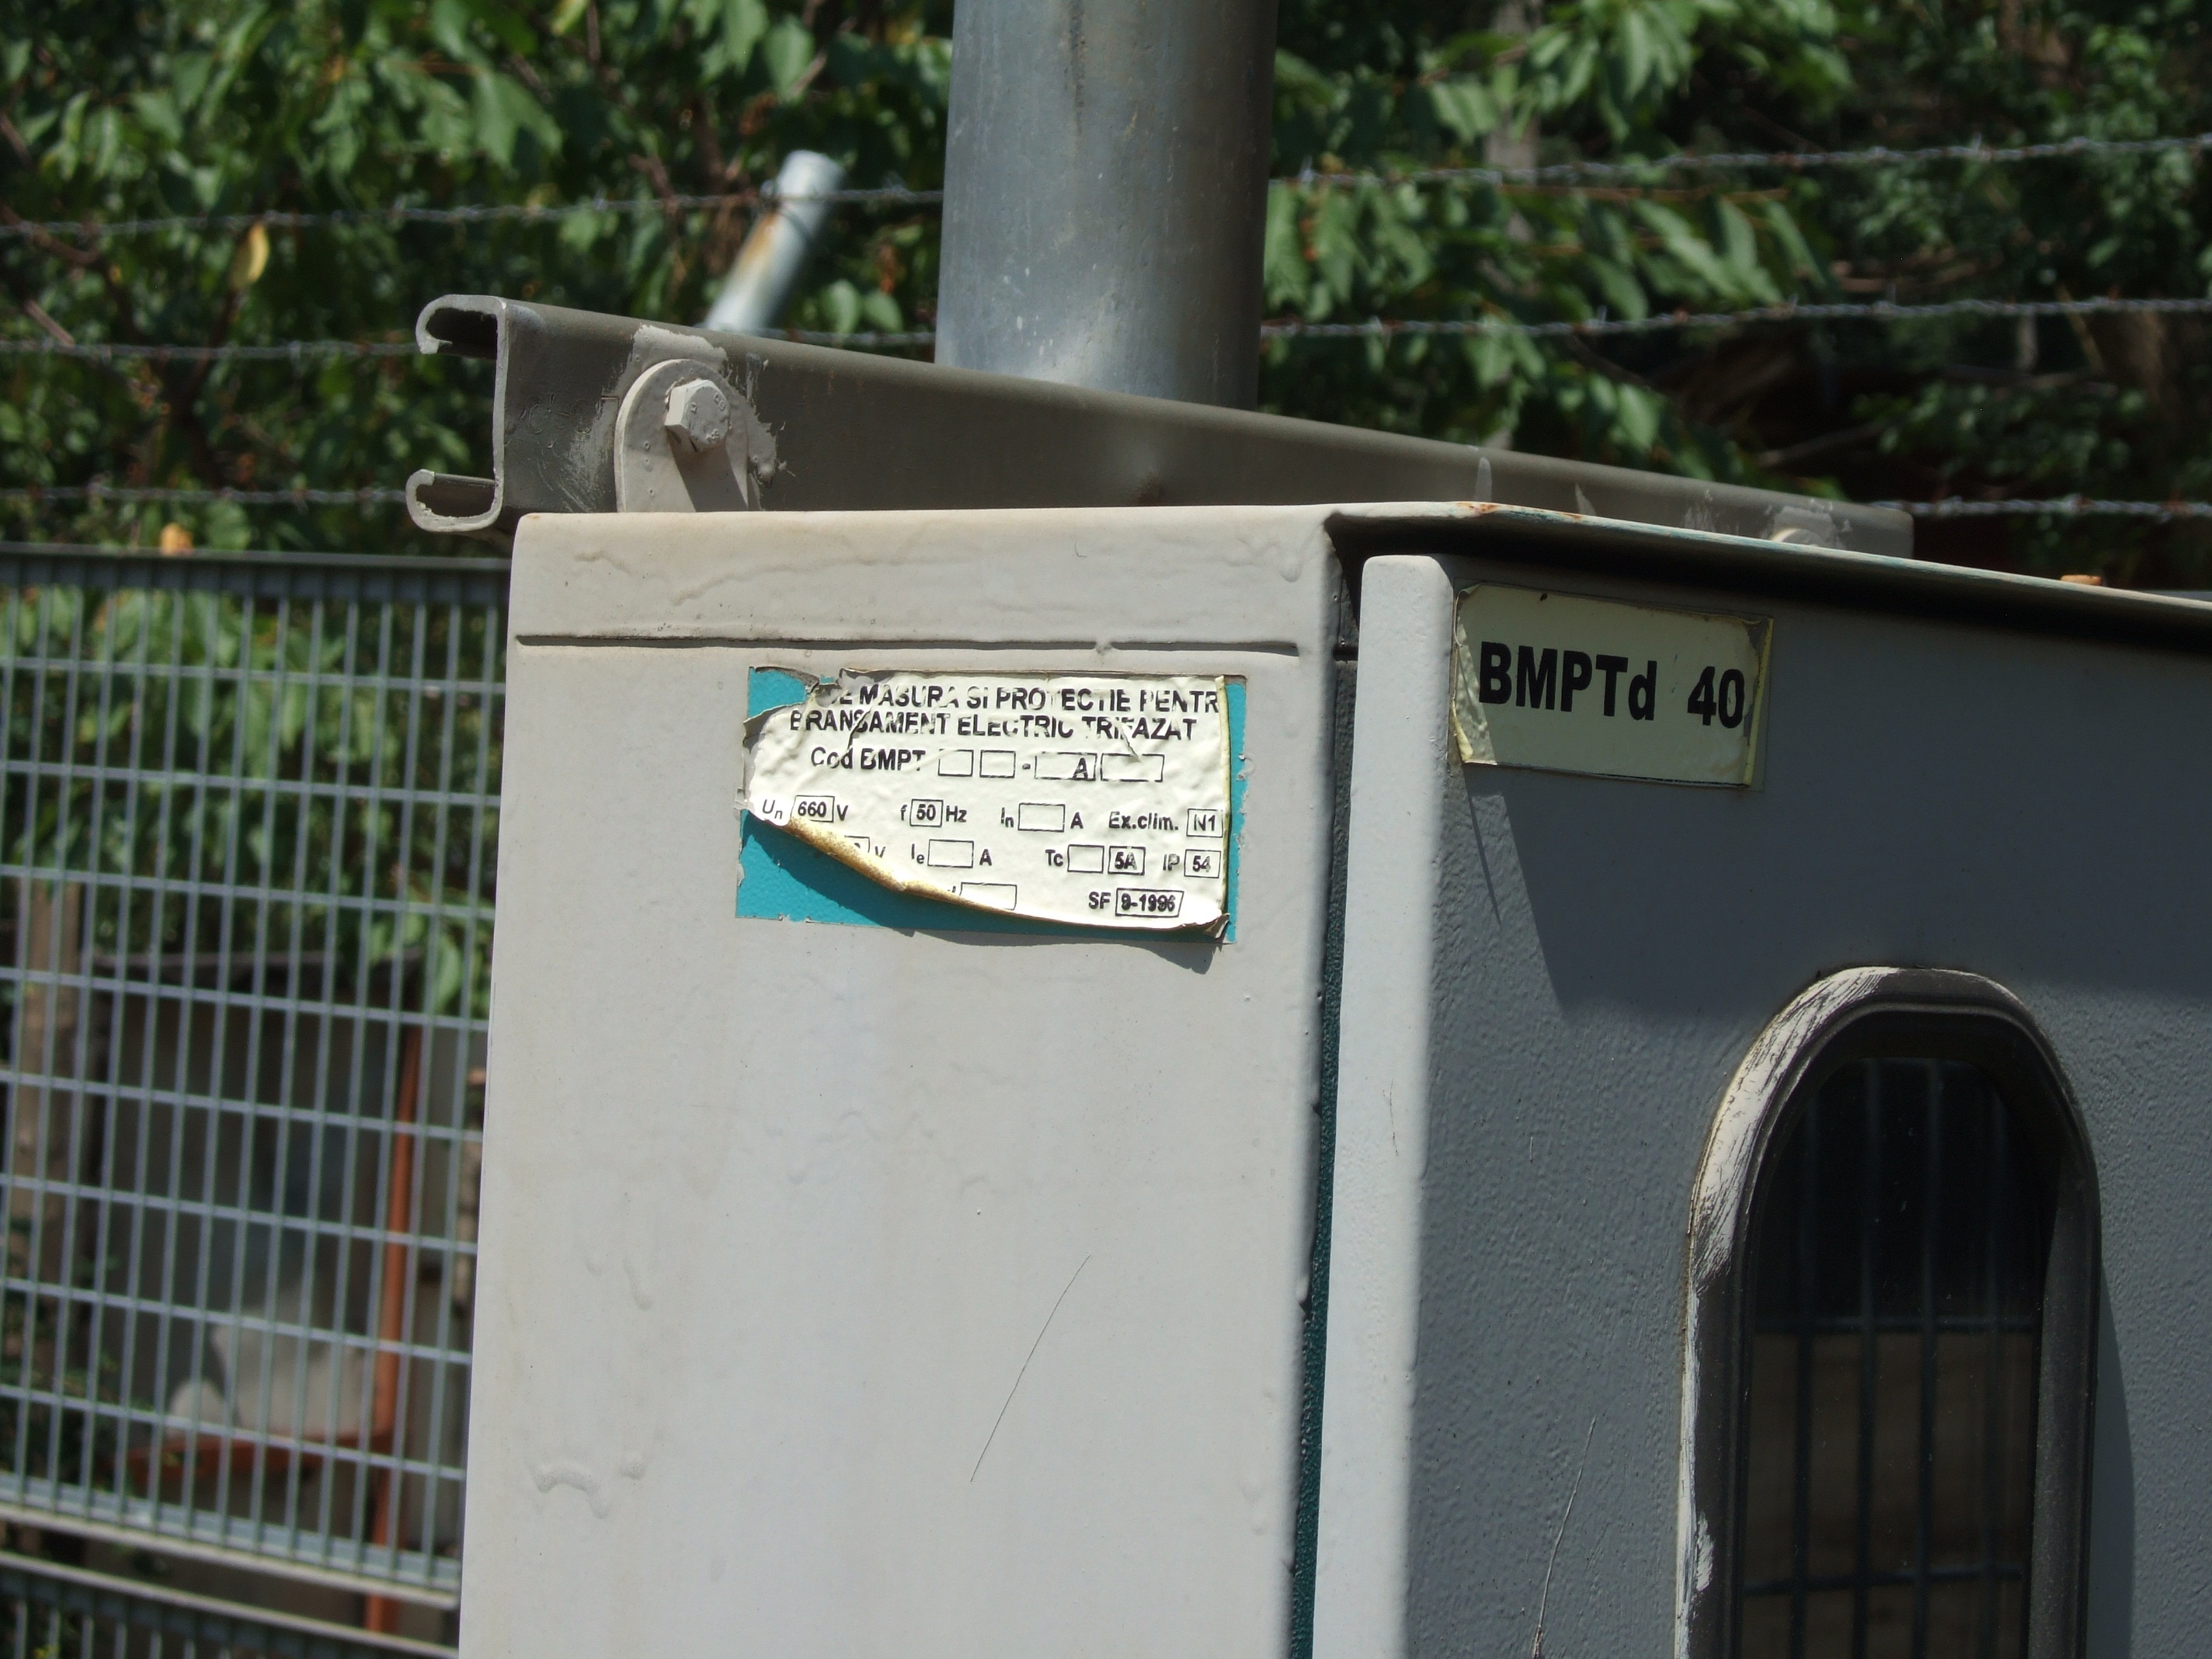 DE MASURA SI PROTECTIE PENTR
BRANSAMENT ELECTRIC TRIFAZAT
Cod BMPT - A
Un 660 V f 50 Hz In A Ex.clim. N1
V Ie A Tc 5A IP 54
SF 9-1996
BMPTd 40